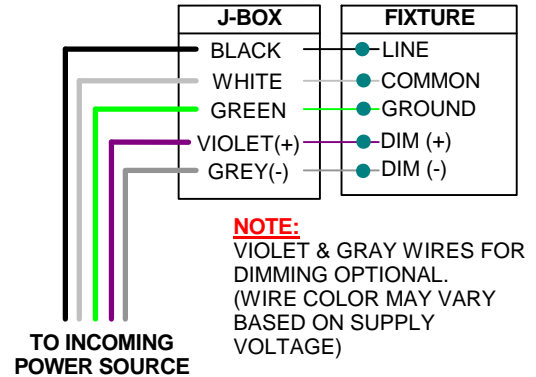 J-BOX FIXTURE
BLACK LINE
WHITE COMMON
GREEN GROUND
VIOLET(+) DIM (+)
GREY(-) DIM (-)
NOTE:
VIOLET & GRAY WIRES FOR
DIMMING OPTIONAL.
(WIRE COLOR MAY VARY
BASED ON SUPPLY
VOLTAGE)
TO INCOMING
POWER SOURCE